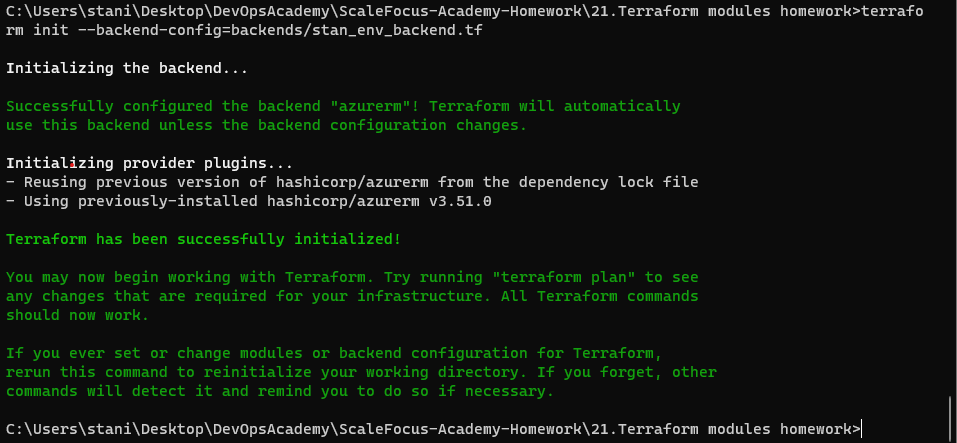 C:\Users\stani\Desktop\DevOpsAcademy\ScaleFocus-Academy-Homework\21.Terraform modules homework>terrafo
rm init --backend-config=backends/stan_env_backend.tf
Initializing the backend...
Successfully configured the backend "azurerm"! Terraform will automatically
use this backend unless the backend configuration changes.
Initializing provider plugins...
- Reusing previous version of hashicorp/azurerm from the dependency lock file
- Using previously-installed hashicorp/azurerm v3.51.0
Terraform has been successfully initialized!
You may now begin working with Terraform. Try running "terraform plan" to see
any changes that are required for your infrastructure. All Terraform commands
should now work.
If you ever set or change modules or backend configuration for Terraform,
rerun this command to reinitialize your working directory. If you forget, other
commands will detect it and remind you to do so if necessary.
C:\Users\stani\Desktop\DevOpsAcademy\ScaleFocus-Academy-Homework\21.Terraform modules homework>